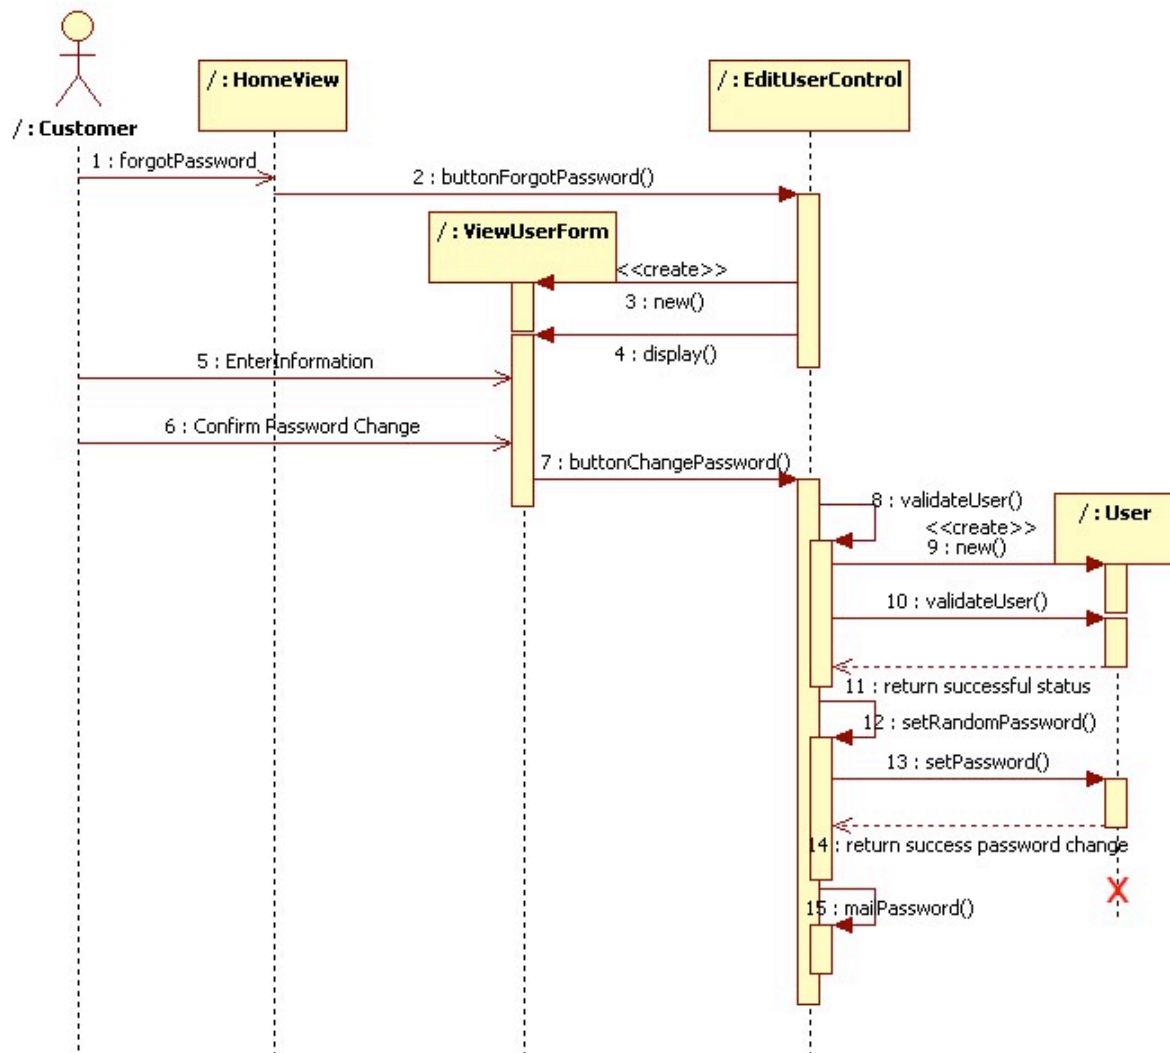 / : HomeView
/ : EditUserControl
/ : Customer
1 : forgotPassword
2 : buttonForgotPassword()
/ : ViewUserForm
<<create>>
3 : new()
4 : display()
5 : EnterInformation
6 : Confirm Password Change
7 : buttonChangePassword()
8 : validateUser()
/ : User
<<create>>
9 : new()
10 : validateUser()
11 : return successful status
12 : setRandomPassword()
13 : setPassword()
14 : return success password change
15 : mailPassword()